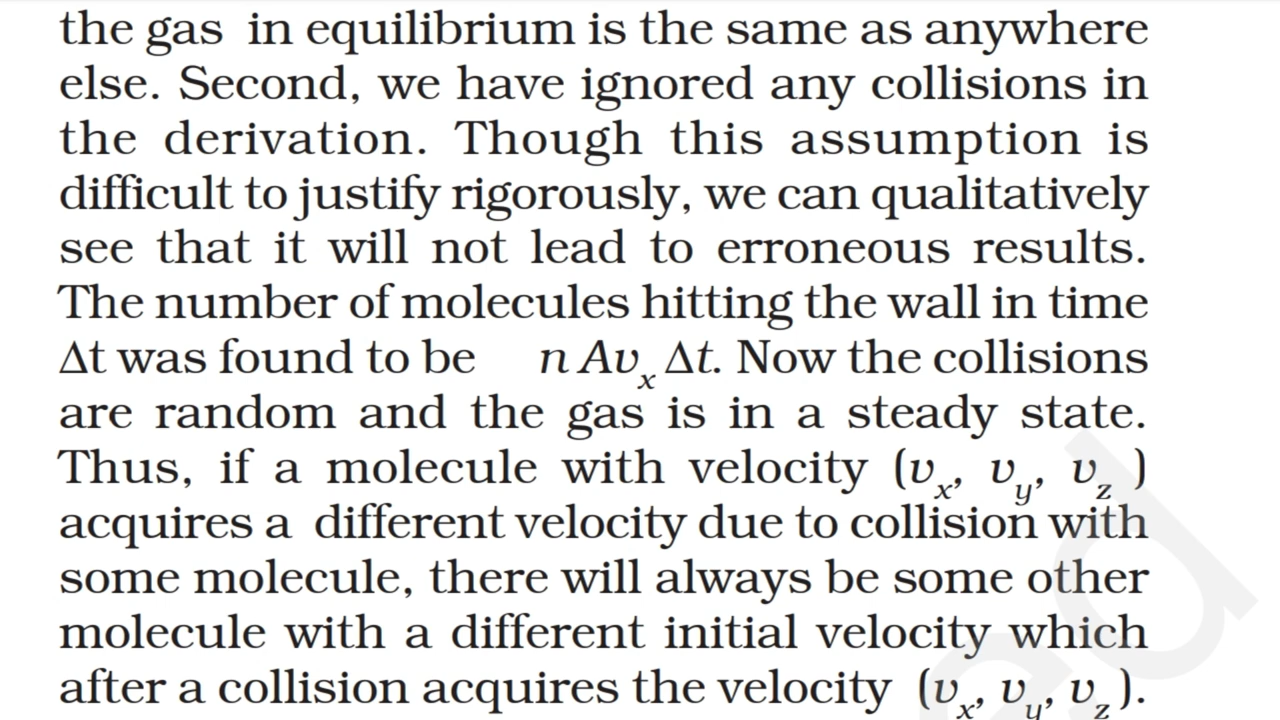 the gas in equilibrium is the same as anywhere
else. Second, we have ignored any collisions in
the derivation. Though this assumption is
difficult to justify rigorously, we can qualitatively
see that it will not lead to erroneous results.
The number of molecules hitting the wall in time
Δt was found to be n Avₓ Δt. Now the collisions
are random and the gas is in a steady state.
Thus, if a molecule with velocity (vₓ, v_y, v_z )
acquires a different velocity due to collision with
some molecule, there will always be some other
molecule with a different initial velocity which
after a collision acquires the velocity (vₓ, v_y, v_z ).
ed